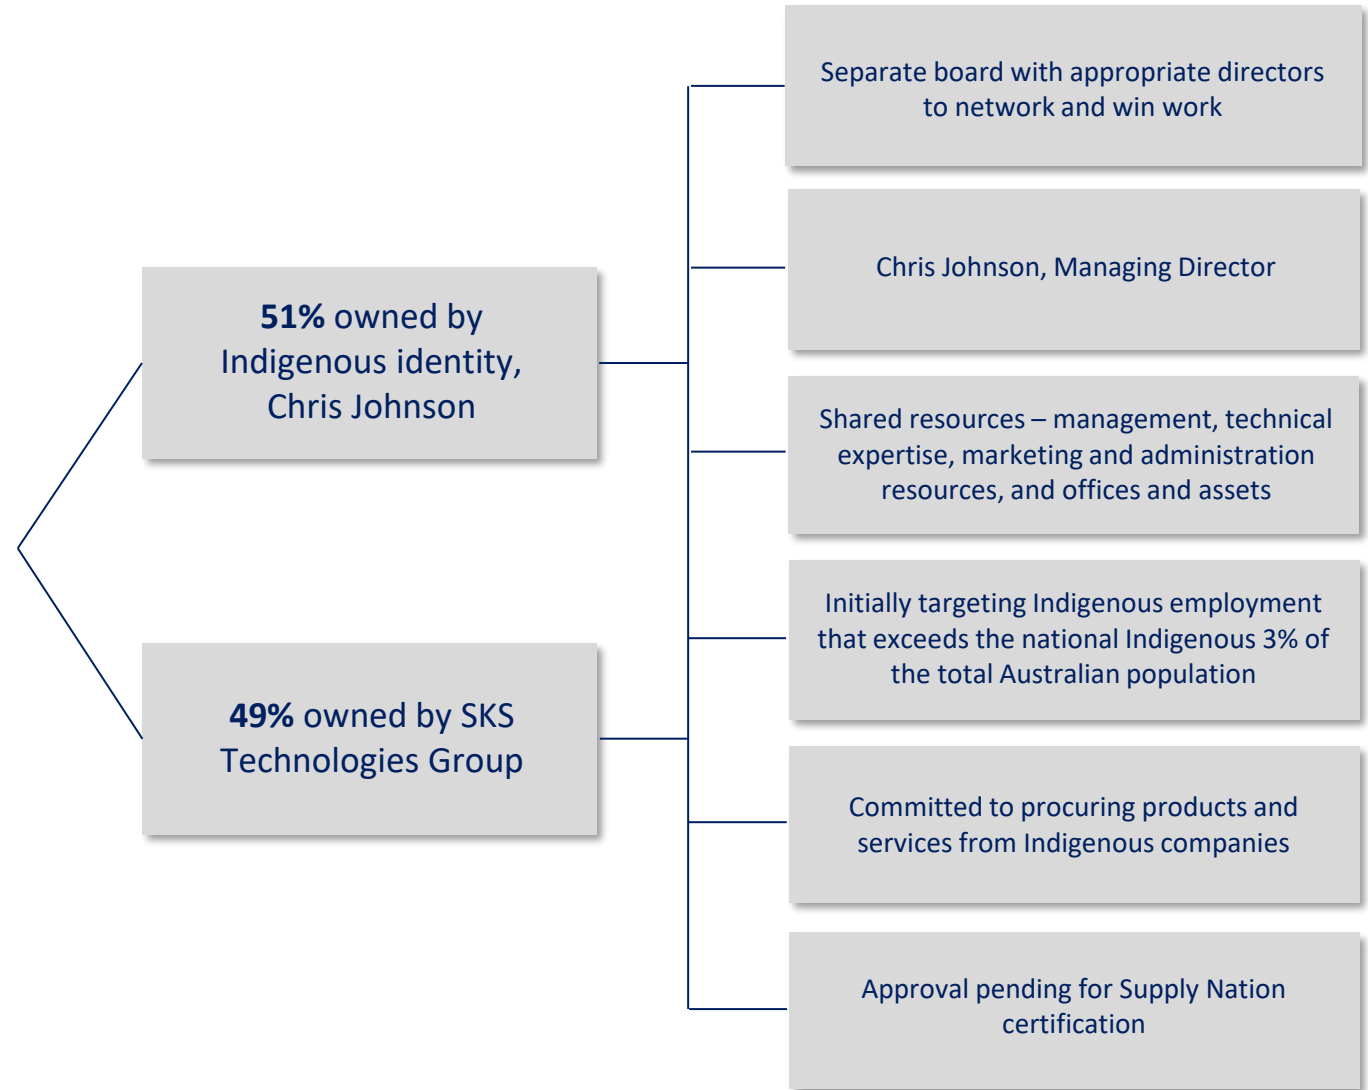 51% owned by
Indigenous identity,
Chris Johnson
49% owned by SKS
Technologies Group
Separate board with appropriate directors
to network and win work
Chris Johnson, Managing Director
Shared resources – management, technical
expertise, marketing and administration
resources, and offices and assets
Initially targeting Indigenous employment
that exceeds the national Indigenous 3% of
the total Australian population
Committed to procuring products and
services from Indigenous companies
Approval pending for Supply Nation
certification